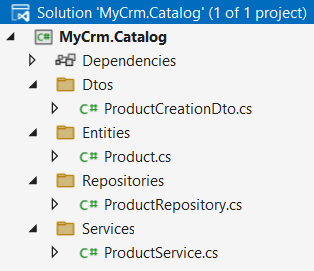 Solution 'MyCrm.Catalog' (1 of 1 project)
C# MyCrm.Catalog
Dependencies
Dtos
C# ProductCreationDto.cs
Entities
C# Product.cs
Repositories
C# ProductRepository.cs
Services
C# ProductService.cs